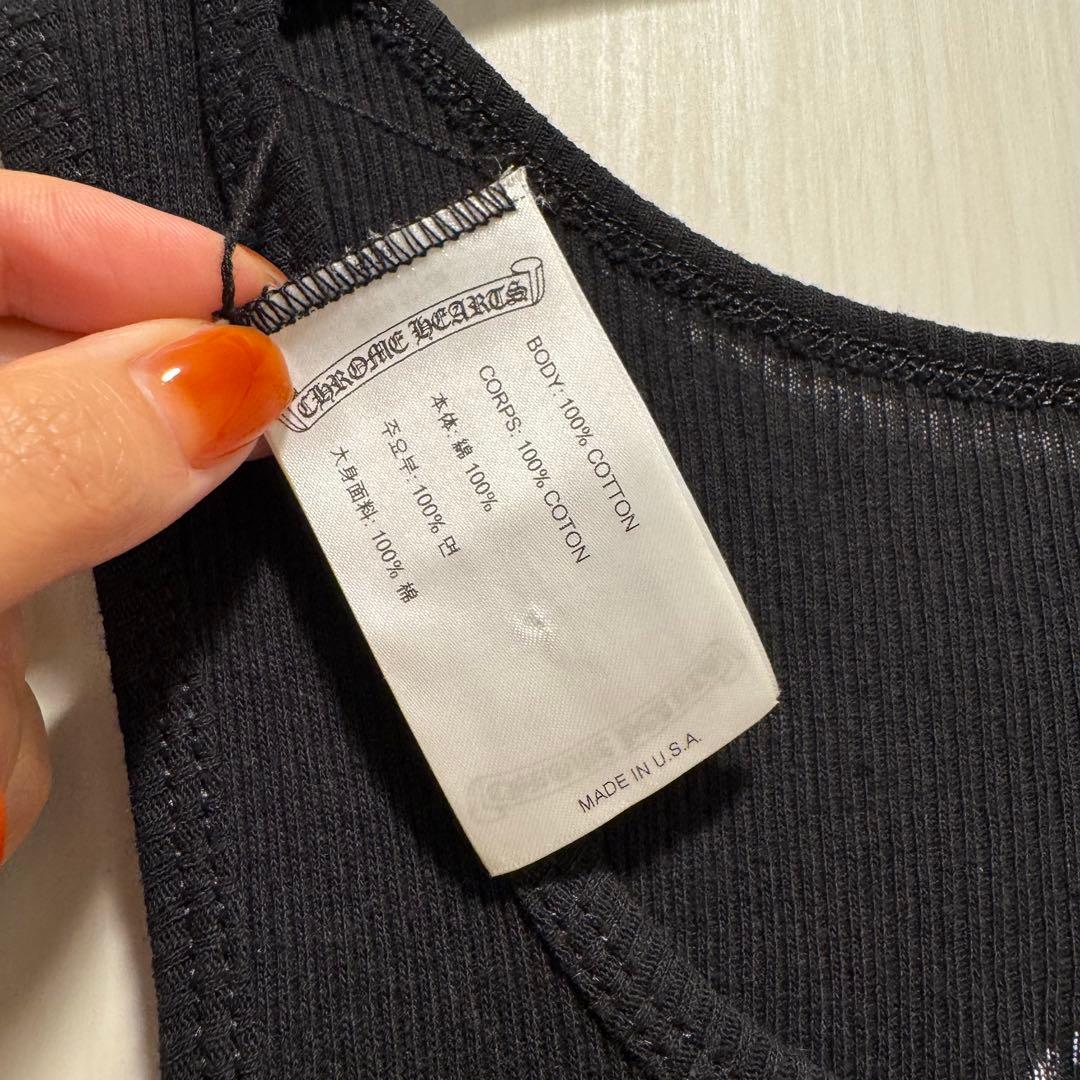 CHROME HEARTS
BODY: 100% COTTON
CORPS: 100% COTON
本体: 綿 100%
주요부: 100% 면
大身面料: 100% 棉
MADE IN U.S.A.